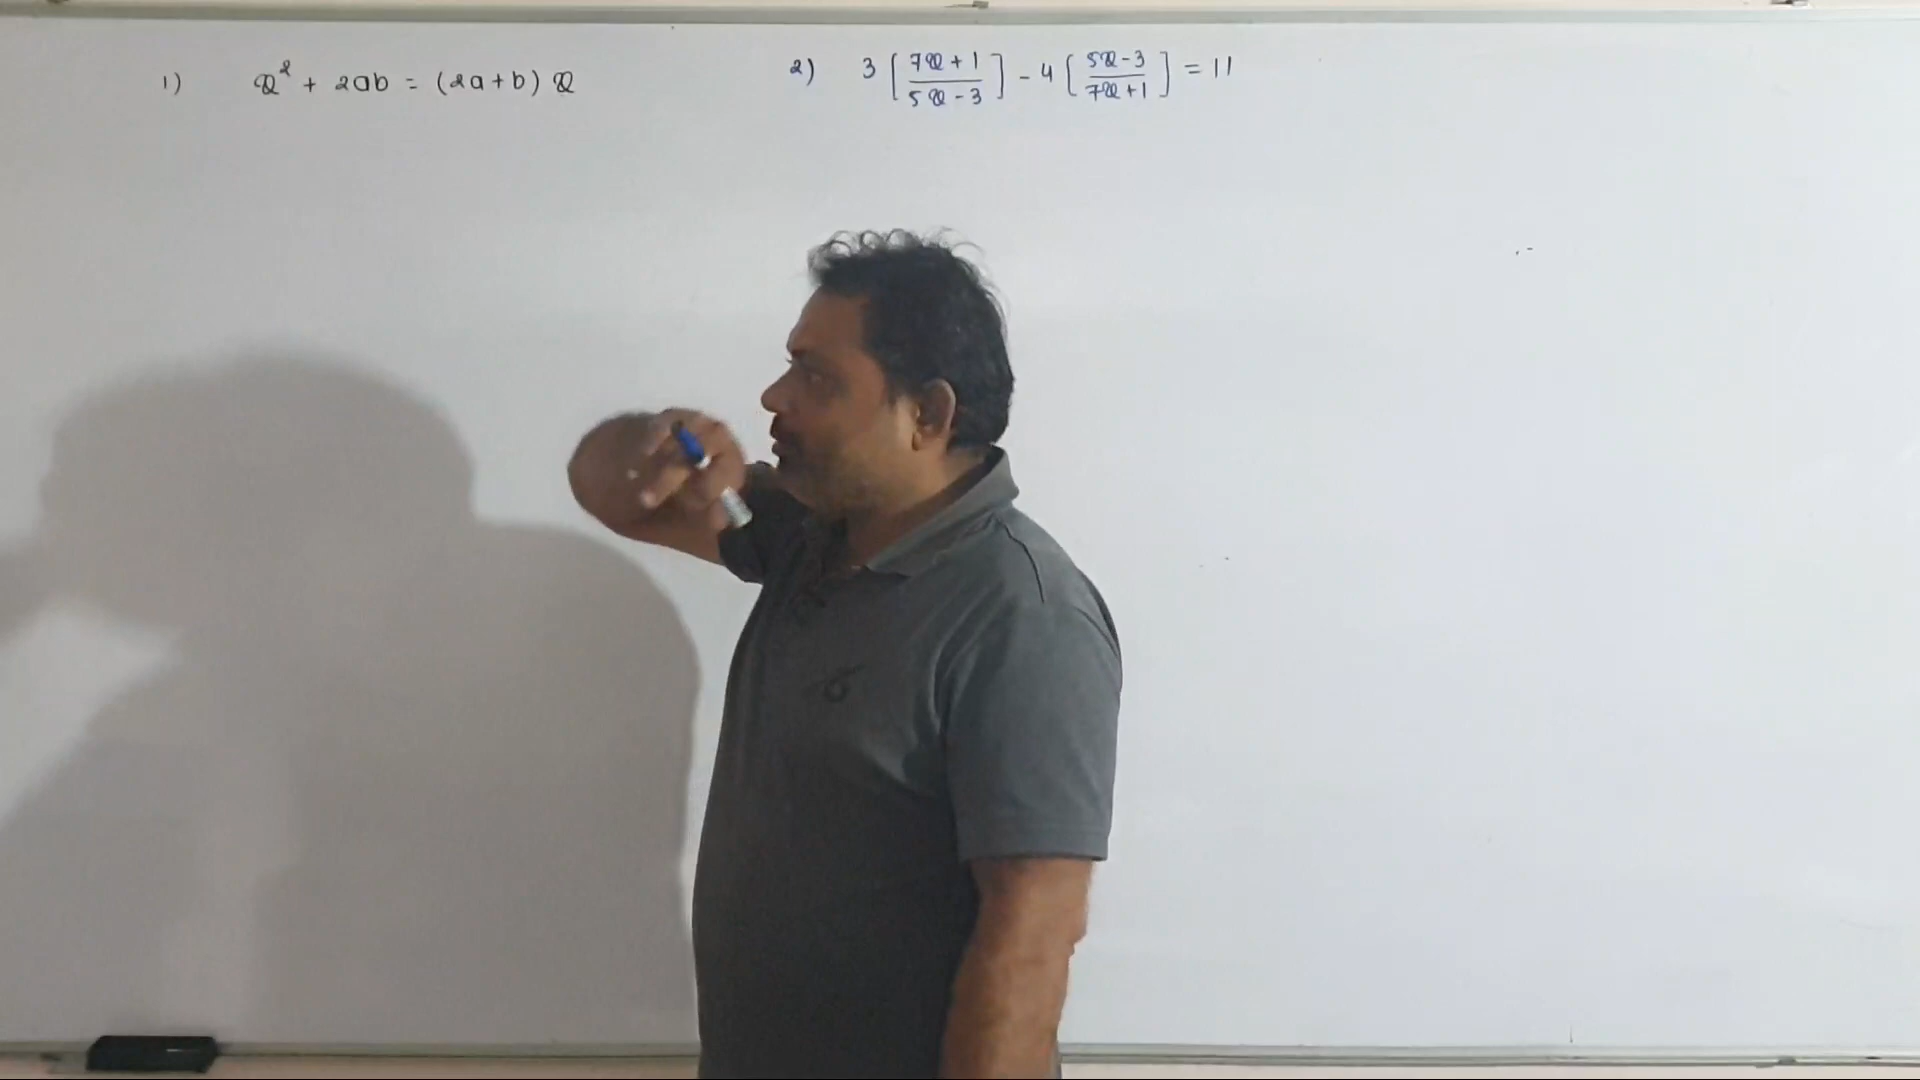 1) x² + 2ab = (2a+b) x
2) 3 [ (7x + 1)/(5x - 3) ] - 4 [ (5x - 3)/(7x + 1) ] = 11